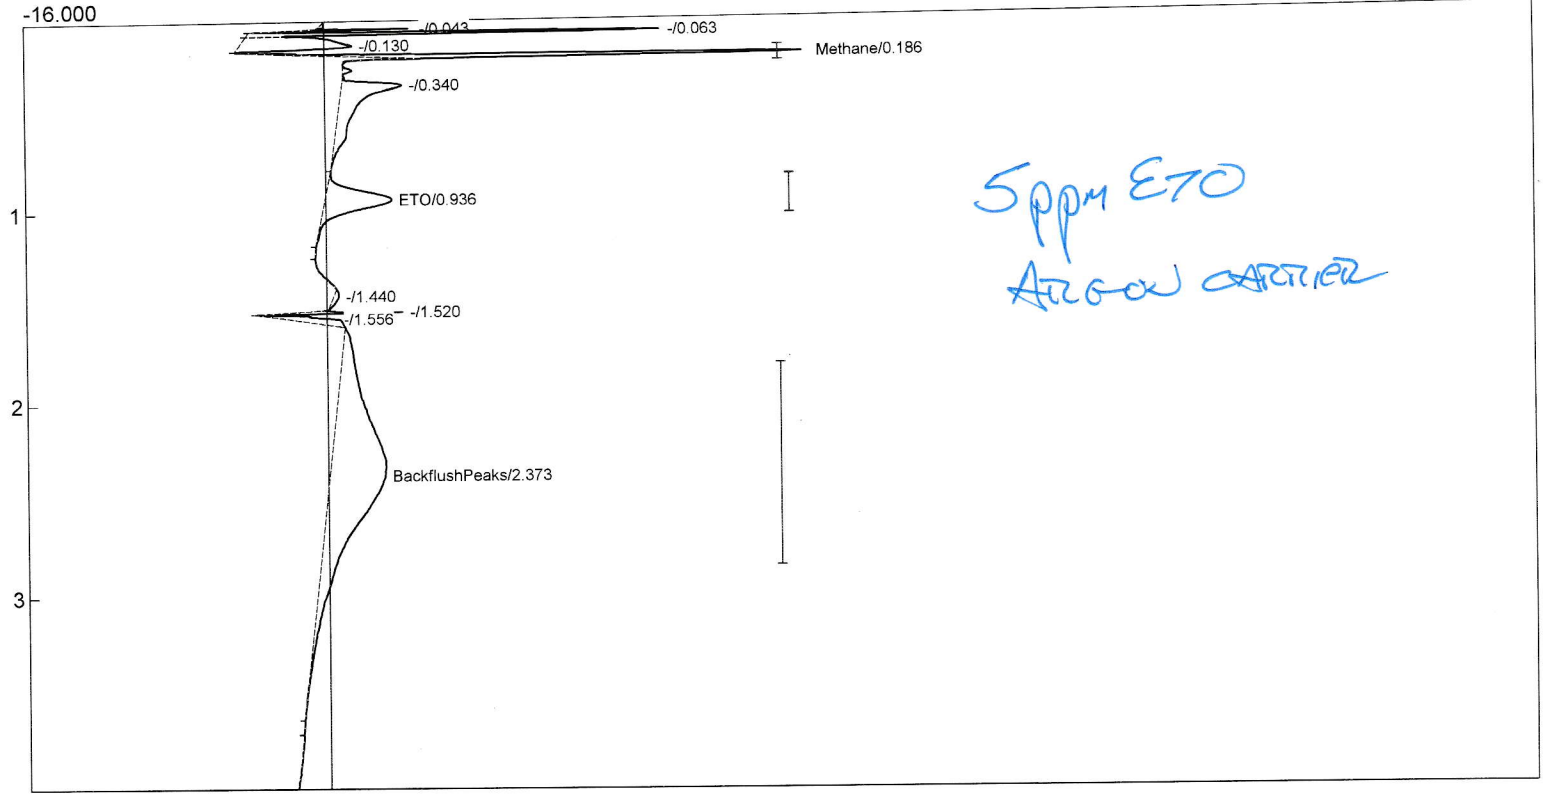 -16.000
-/0.043
-/0.063
-/0.130
Methane/0.186
-/0.340
5ppm ETO
ETO/0.936
1
ARGON CARRIER
-/1.440
-/1.520
-/1.556
2
BackflushPeaks/2.373
3